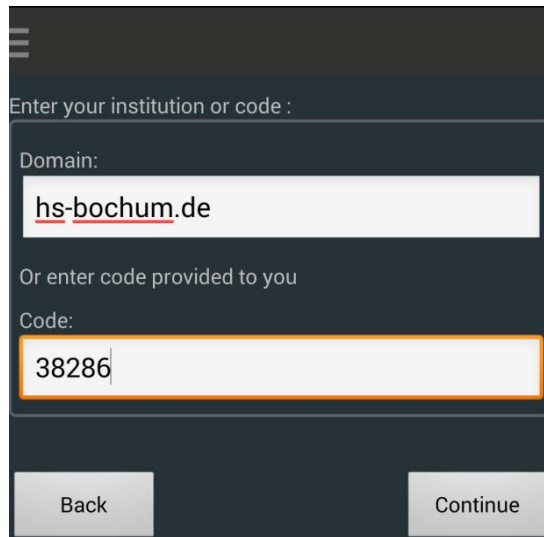 Enter your institution or code :
Domain:
hs-bochum.de
Or enter code provided to you
Code:
38286
Back
Continue